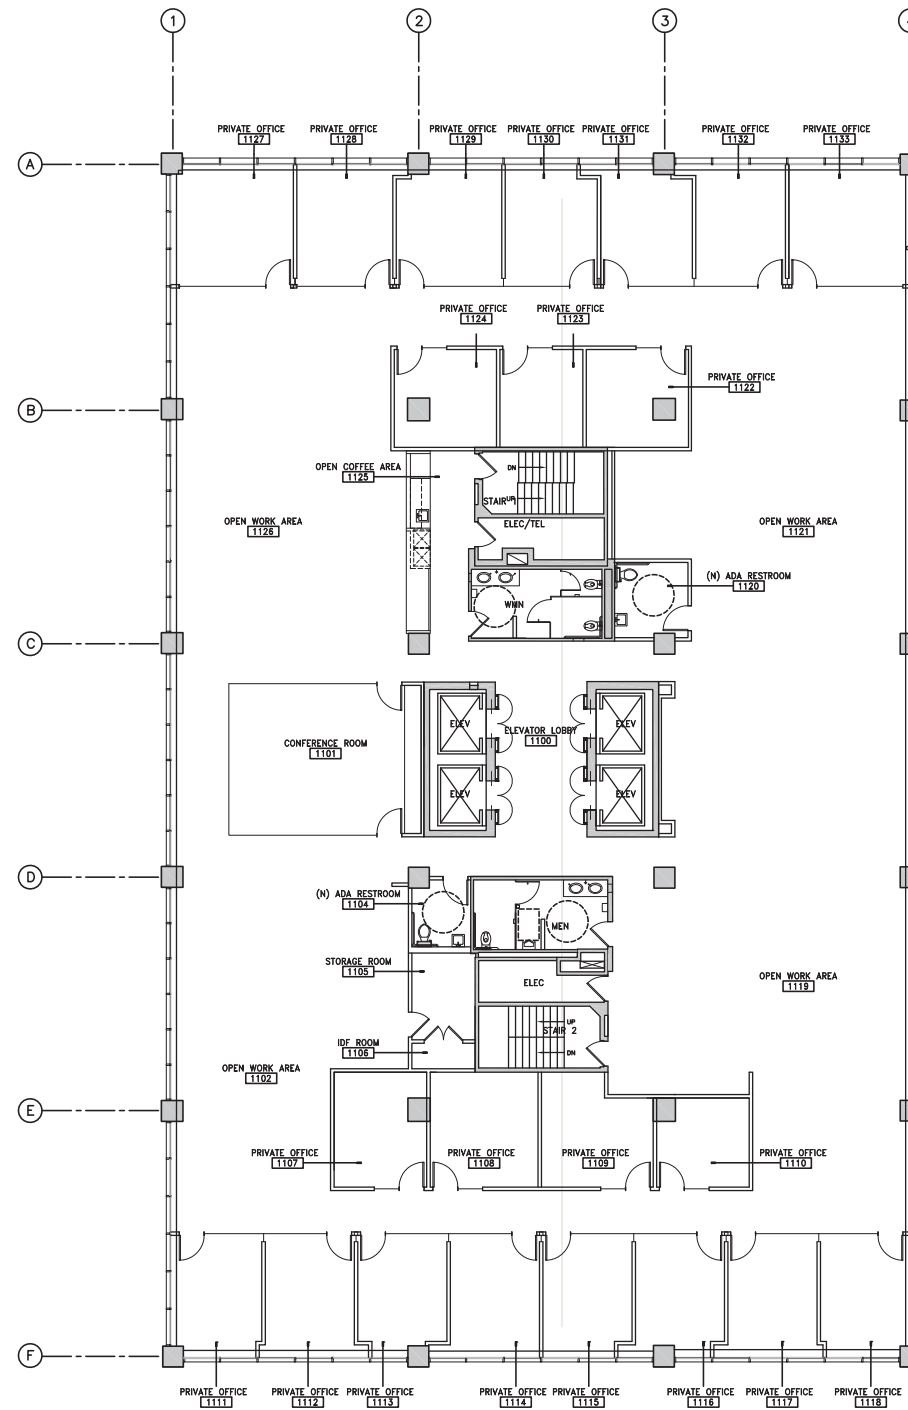 1 2 3
A
PRIVATE OFFICE
1127
PRIVATE OFFICE
1128
PRIVATE OFFICE
1129
PRIVATE OFFICE
1130
PRIVATE OFFICE
1131
PRIVATE OFFICE
1132
PRIVATE OFFICE
1133
PRIVATE OFFICE
1124
PRIVATE OFFICE
1123
PRIVATE OFFICE
1122
B
OPEN COFFEE AREA
1125
DN
STAIR 1
UP
ELEC/TEL
OPEN WORK AREA
1126
OPEN WORK AREA
1121
(N) ADA RESTROOM
1120
WMN
C
ELEV
ELEVATOR LOBBY
1100
ELEV
CONFERENCE ROOM
1101
ELEV
ELEV
D
(N) ADA RESTROOM
1104
MEN
STORAGE ROOM
1105
ELEC
OPEN WORK AREA
1119
UP
STAIR 2
DN
IDF ROOM
1106
OPEN WORK AREA
1102
E
PRIVATE OFFICE
1107
PRIVATE OFFICE
1108
PRIVATE OFFICE
1109
PRIVATE OFFICE
1110
F
PRIVATE OFFICE
1111
PRIVATE OFFICE
1112
PRIVATE OFFICE
1113
PRIVATE OFFICE
1114
PRIVATE OFFICE
1115
PRIVATE OFFICE
1116
PRIVATE OFFICE
1117
PRIVATE OFFICE
1118